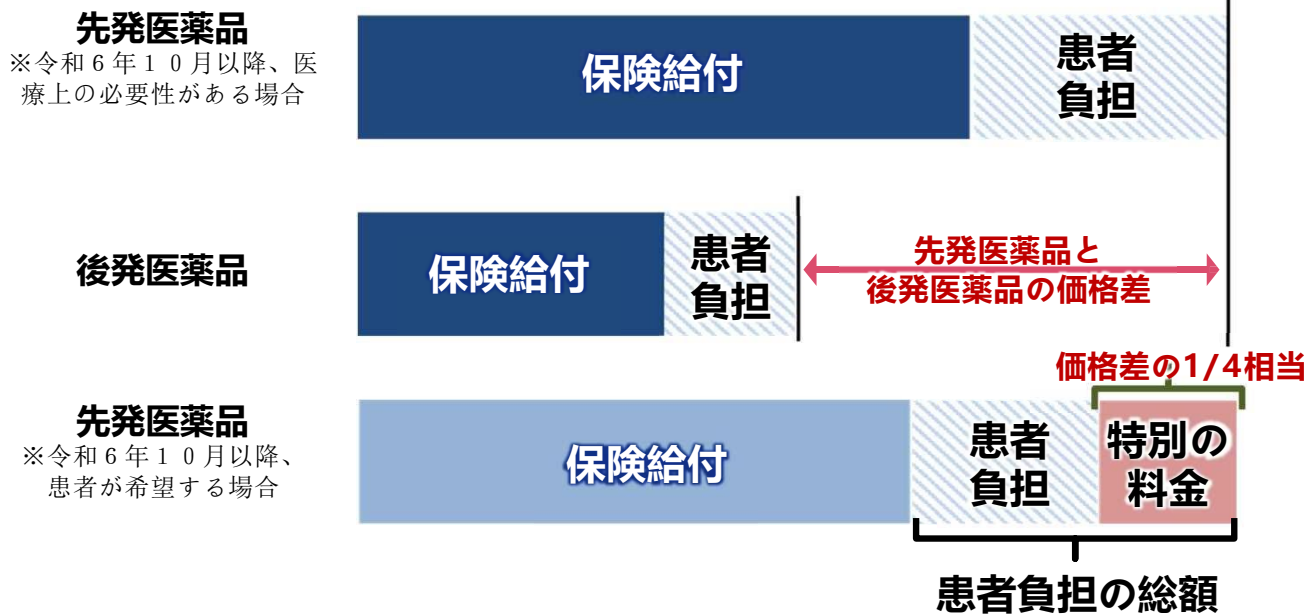 先発医薬品
※令和6年10月以降、医
療上の必要性がある場合
保険給付
患者
負担
後発医薬品
保険給付
患者
負担
先発医薬品と
後発医薬品の価格差
価格差の1/4相当
先発医薬品
※令和6年10月以降、
患者が希望する場合
保険給付
患者
負担
特別の
料金
患者負担の総額